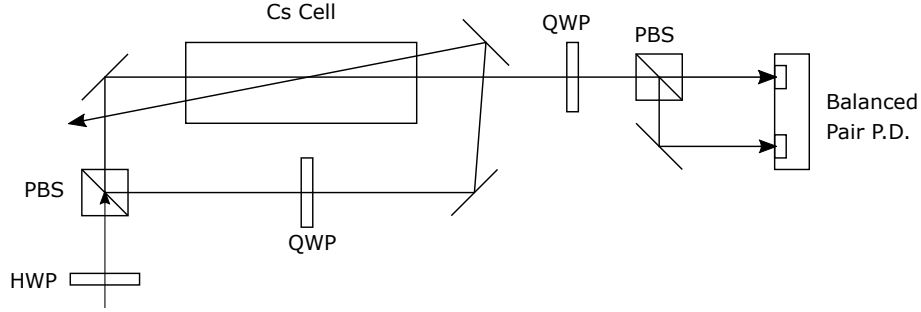 Cs Cell
QWP
PBS
Balanced
Pair P.D.
PBS
QWP
HWP